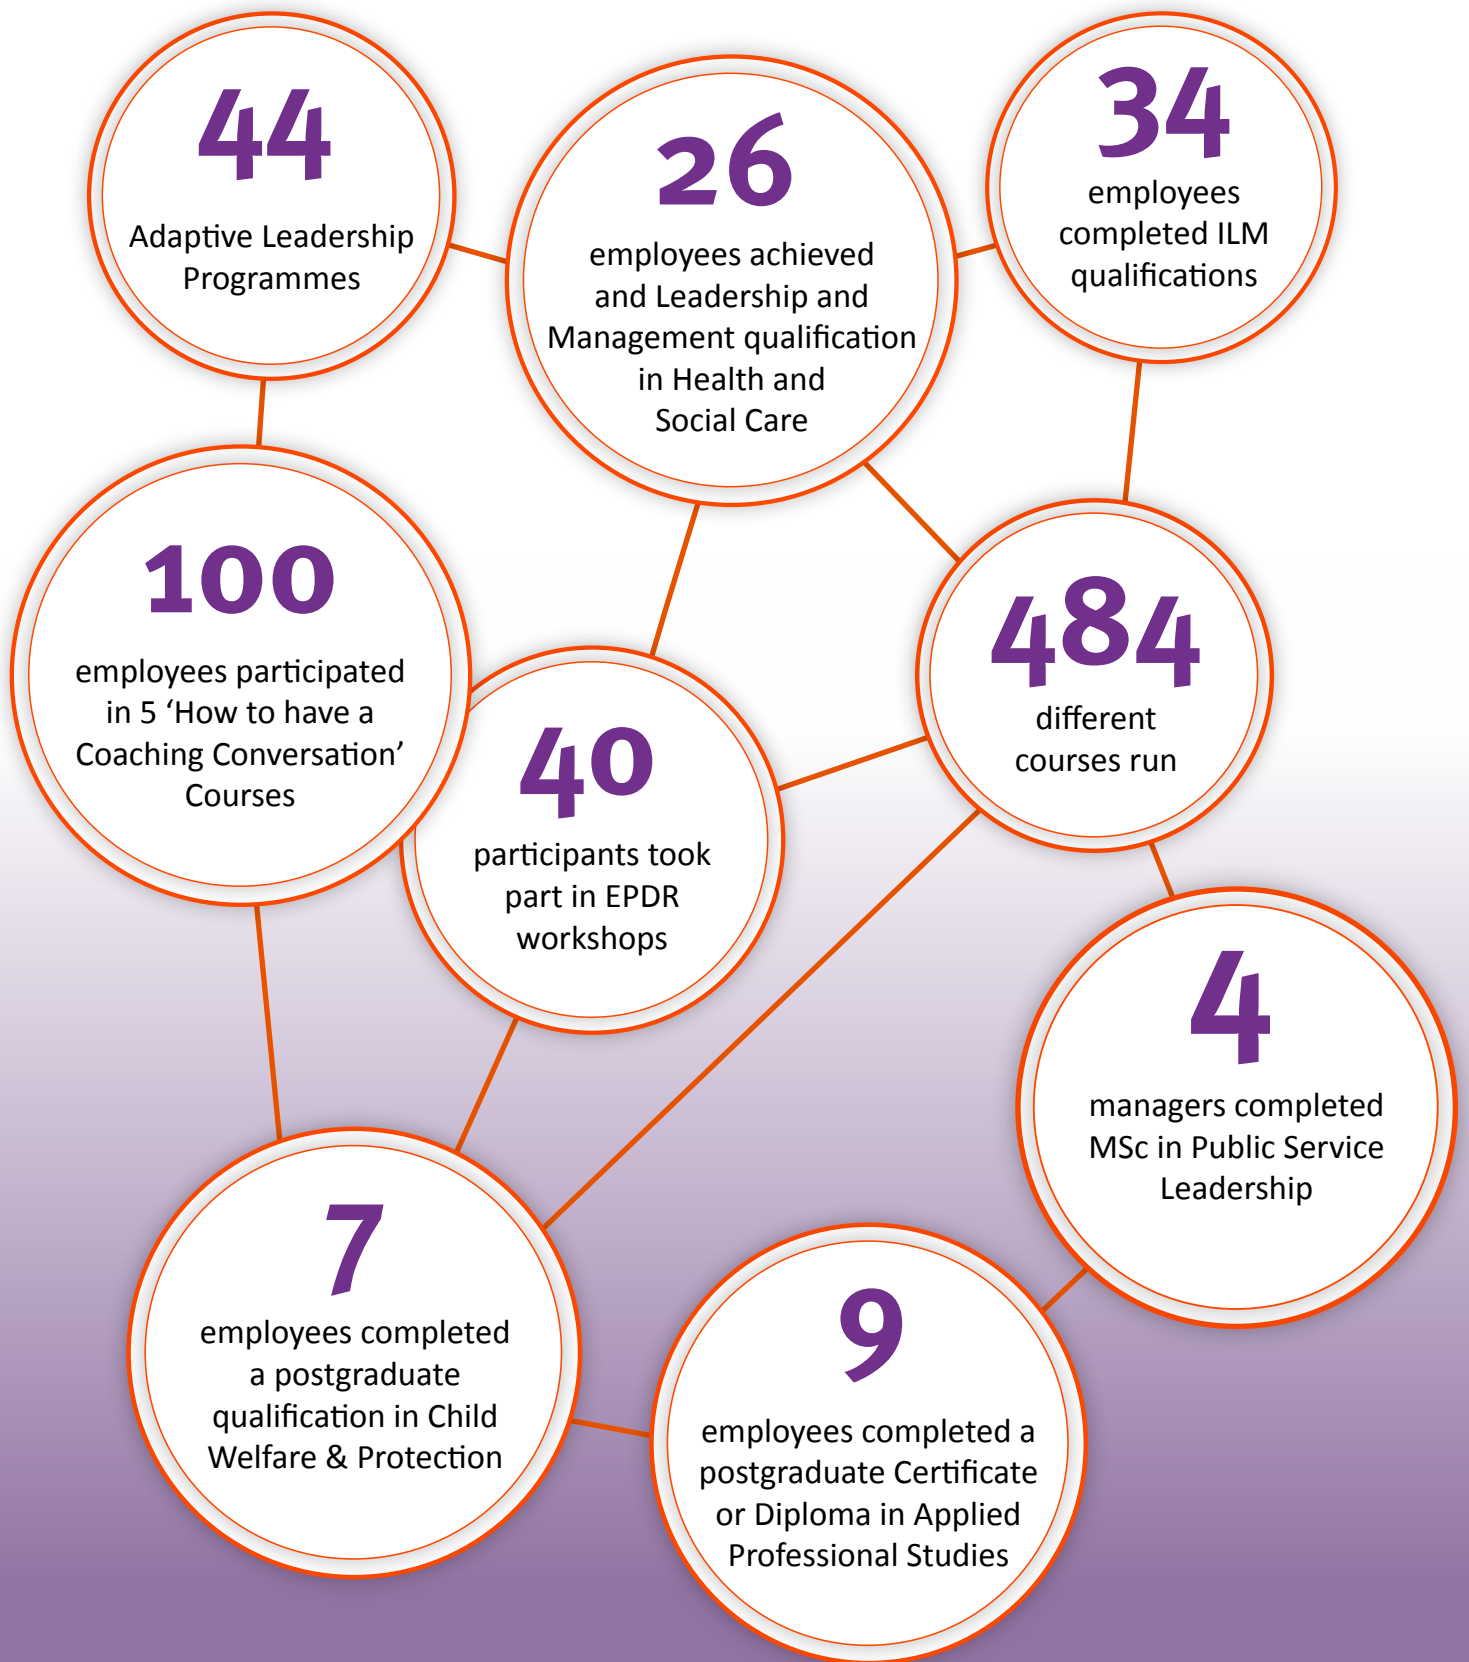 44
Adaptive Leadership
Programmes
26
employees achieved
and Leadership and
Management qualification
in Health and
Social Care
34
employees
completed ILM
qualifications
100
employees participated
in 5 ‘How to have a
Coaching Conversation’
Courses
40
participants took
part in EPDR
workshops
484
different
courses run
4
managers completed
MSc in Public Service
Leadership
7
employees completed
a postgraduate
qualification in Child
Welfare & Protection
9
employees completed a
postgraduate Certificate
or Diploma in Applied
Professional Studies